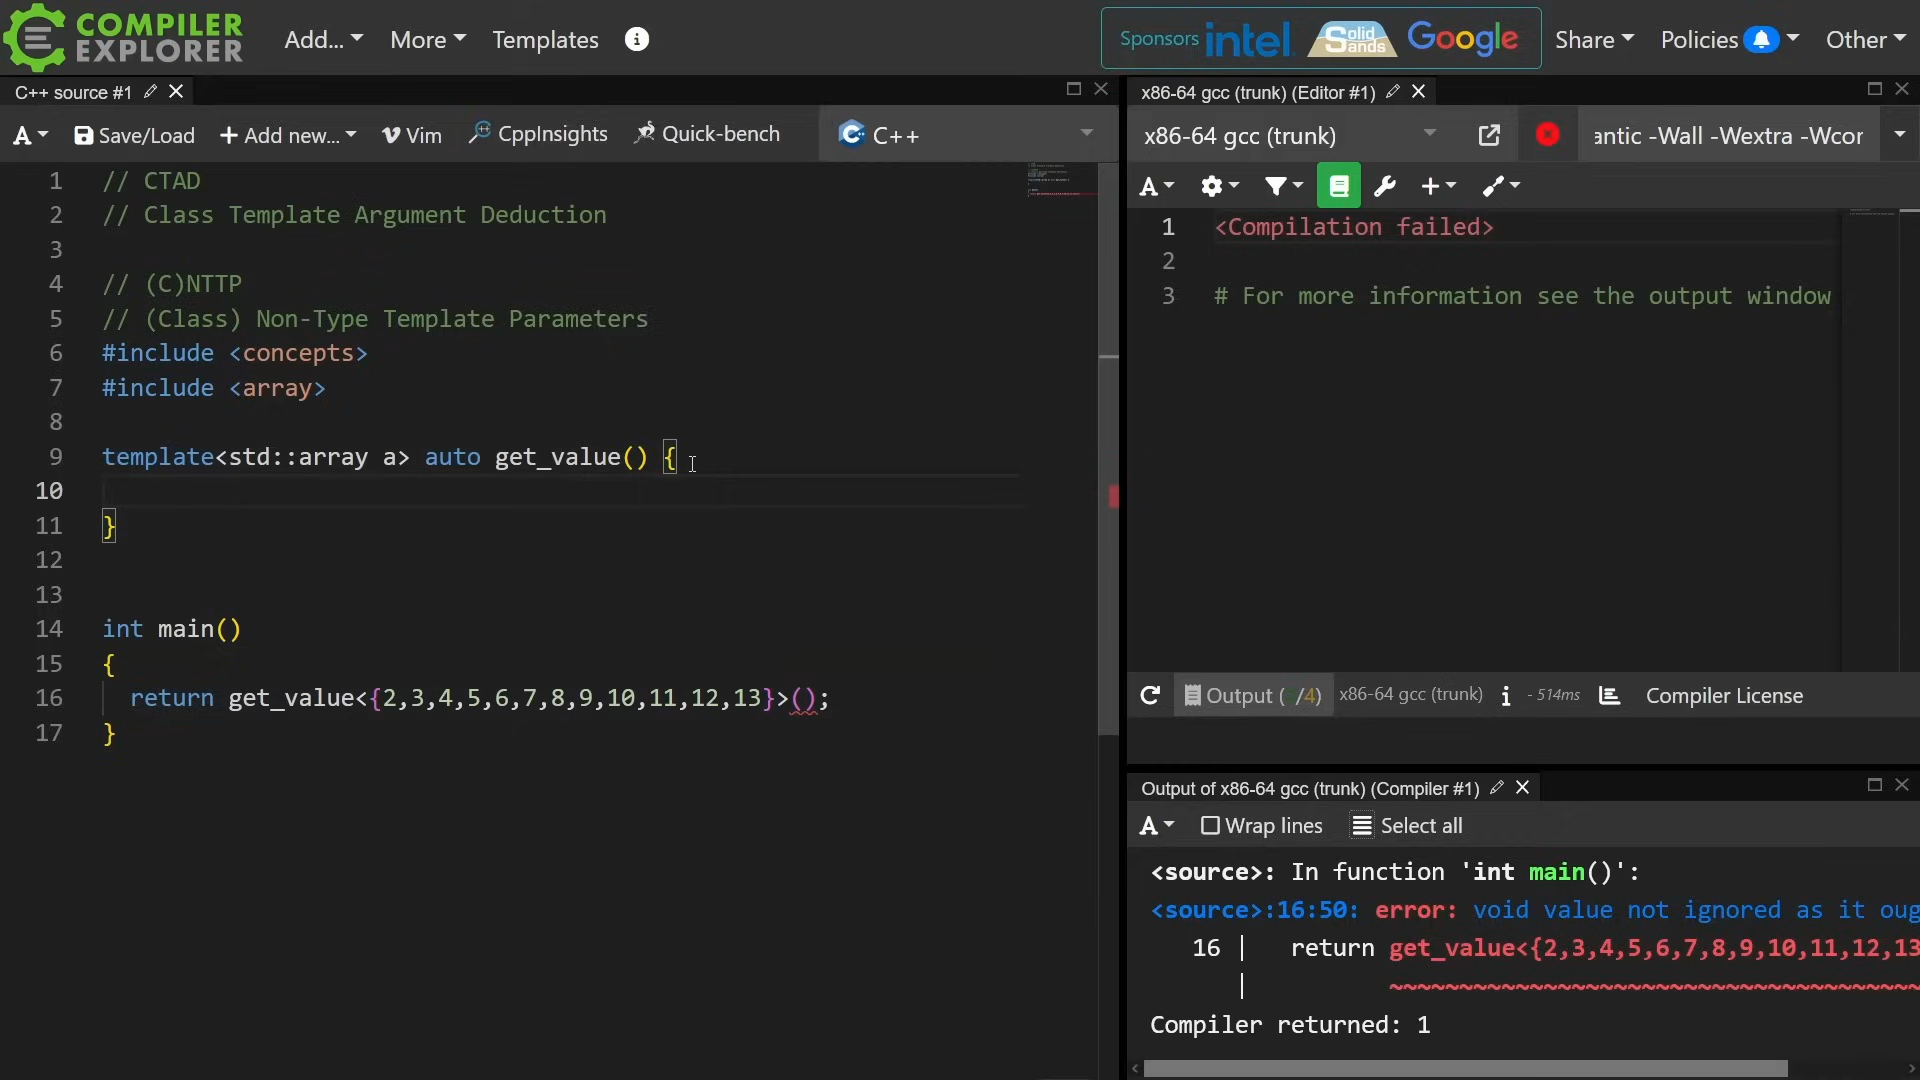 COMPILER EXPLORER
Add...
More
Templates
Sponsors intel. Solid Sands Google
Share
Policies
Other
C++ source #1
A
Save/Load
Add new...
Vim
CppInsights
Quick-bench
C++
1 // CTAD
2 // Class Template Argument Deduction
3
4 // (C)NTTP
5 // (Class) Non-Type Template Parameters
6 #include <concepts>
7 #include <array>
8
9 template<std::array a> auto get_value() {
10
11 }
12
13
14 int main()
15 {
16 return get_value<{2,3,4,5,6,7,8,9,10,11,12,13}>();
17 }
x86-64 gcc (trunk) (Editor #1)
x86-64 gcc (trunk)
antic -Wall -Wextra -Wcor
A
1 <Compilation failed>
2
3 # For more information see the output window
Output ( /4) x86-64 gcc (trunk) i - 514ms Compiler License
Output of x86-64 gcc (trunk) (Compiler #1)
A
Wrap lines
Select all
<source>: In function 'int main()':
<source>:16:50: error: void value not ignored as it oug
16 | return get_value<{2,3,4,5,6,7,8,9,10,11,12,13
| ~~~~~~~~~~~~~~~~~~~~~~~~~~~~~~~~~~~~~~
Compiler returned: 1